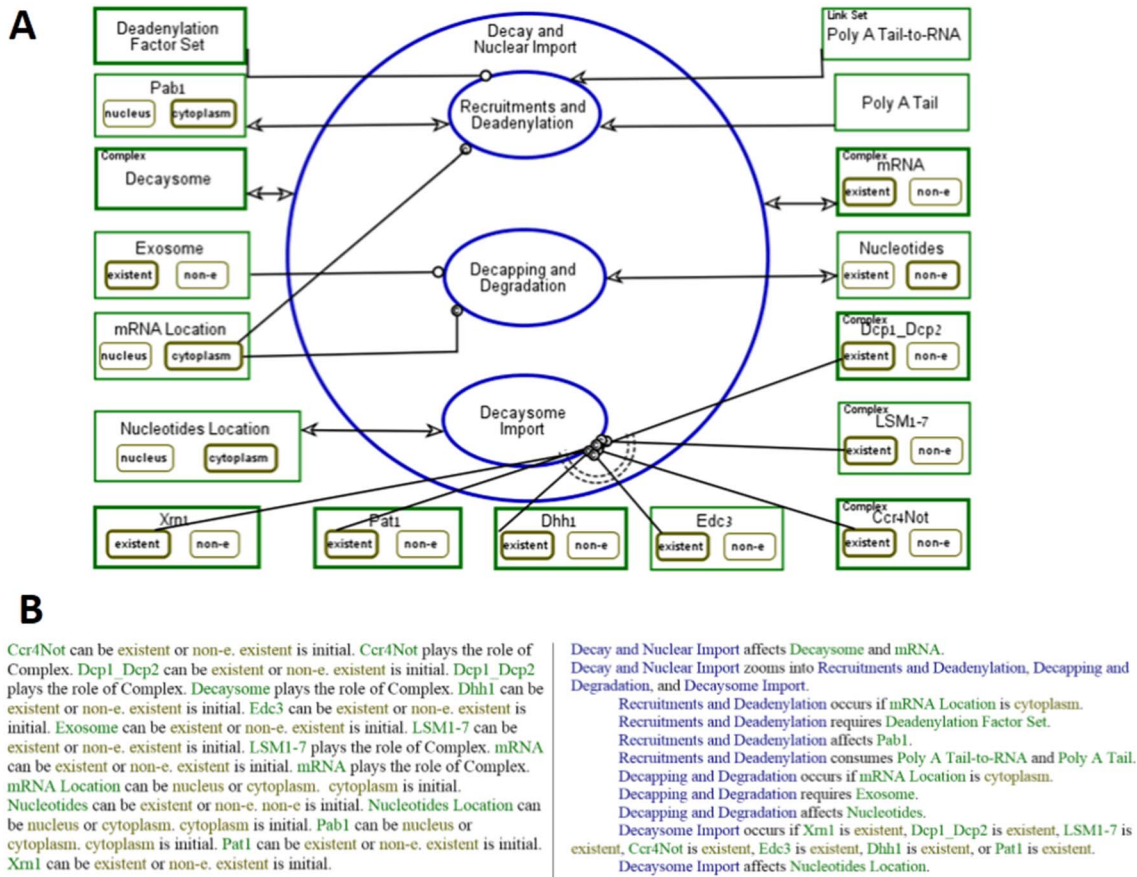 A
Deadenylation
Factor Set
Decay and
Nuclear Import
Link Set
Poly A Tail-to-RNA
Pab1
nucleus cytoplasm
Recruitments and
Deadenylation
Poly A Tail
Complex
Decaysome
Complex
mRNA
existent non-e
Exosome
existent non-e
Decapping and
Degradation
Nucleotides
existent non-e
mRNA Location
nucleus cytoplasm
Complex
Dcp1_Dcp2
existent non-e
Nucleotides Location
nucleus cytoplasm
Decaysome
Import
Complex
LSM1-7
existent non-e
Xrn1
existent non-e
Pat1
existent non-e
Dhh1
existent non-e
Edc3
existent non-e
Complex
Ccr4Not
existent non-e
B
Ccr4Not can be existent or non-e. existent is initial. Ccr4Not plays the role of
Complex. Dcp1_Dcp2 can be existent or non-e. existent is initial. Dcp1_Dcp2
plays the role of Complex. Decaysome plays the role of Complex. Dhh1 can be
existent or non-e. existent is initial. Edc3 can be existent or non-e. existent is
initial. Exosome can be existent or non-e. existent is initial. LSM1-7 can be
existent or non-e. existent is initial. LSM1-7 plays the role of Complex. mRNA
can be existent or non-e. existent is initial. mRNA plays the role of Complex.
mRNA Location can be nucleus or cytoplasm. cytoplasm is initial.
Nucleotides can be existent or non-e. non-e is initial. Nucleotides Location can
be nucleus or cytoplasm. cytoplasm is initial. Pab1 can be nucleus or
cytoplasm. cytoplasm is initial. Pat1 can be existent or non-e. existent is initial.
Xrn1 can be existent or non-e. existent is initial.
Decay and Nuclear Import affects Decaysome and mRNA.
Decay and Nuclear Import zooms into Recruitments and Deadenylation, Decapping and
Degradation, and Decaysome Import.
Recruitments and Deadenylation occurs if mRNA Location is cytoplasm.
Recruitments and Deadenylation requires Deadenylation Factor Set.
Recruitments and Deadenylation affects Pab1.
Recruitments and Deadenylation consumes Poly A Tail-to-RNA and Poly A Tail.
Decapping and Degradation occurs if mRNA Location is cytoplasm.
Decapping and Degradation requires Exosome.
Decapping and Degradation affects Nucleotides.
Decaysome Import occurs if Xrn1 is existent, Dcp1_Dcp2 is existent, LSM1-7 is
existent, Ccr4Not is existent, Edc3 is existent, Dhh1 is existent, or Pat1 is existent.
Decaysome Import affects Nucleotides Location.